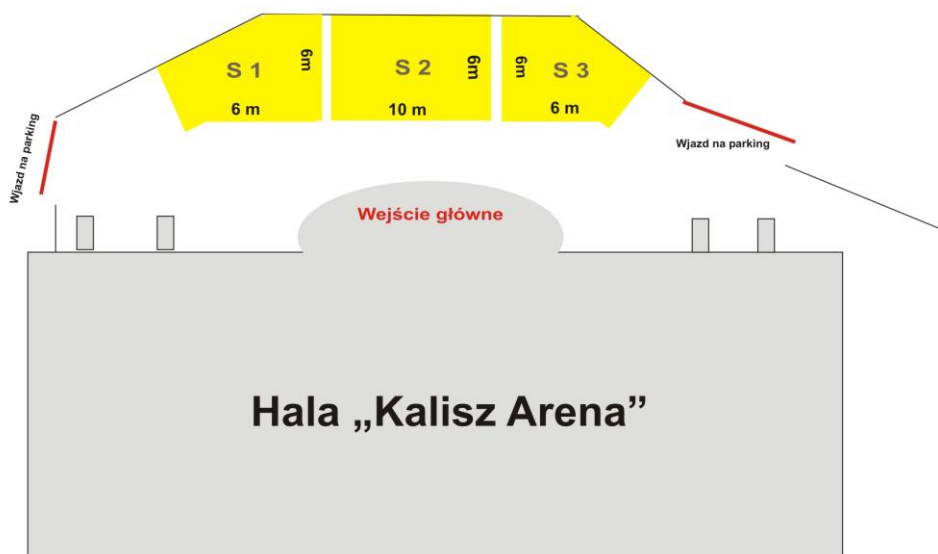 S 1
6m
6 m
S 2
6m
10 m
6m
S 3
6 m
Wjazd na parking
Wjazd na parking
Wejście główne
Hala „Kalisz Arena”